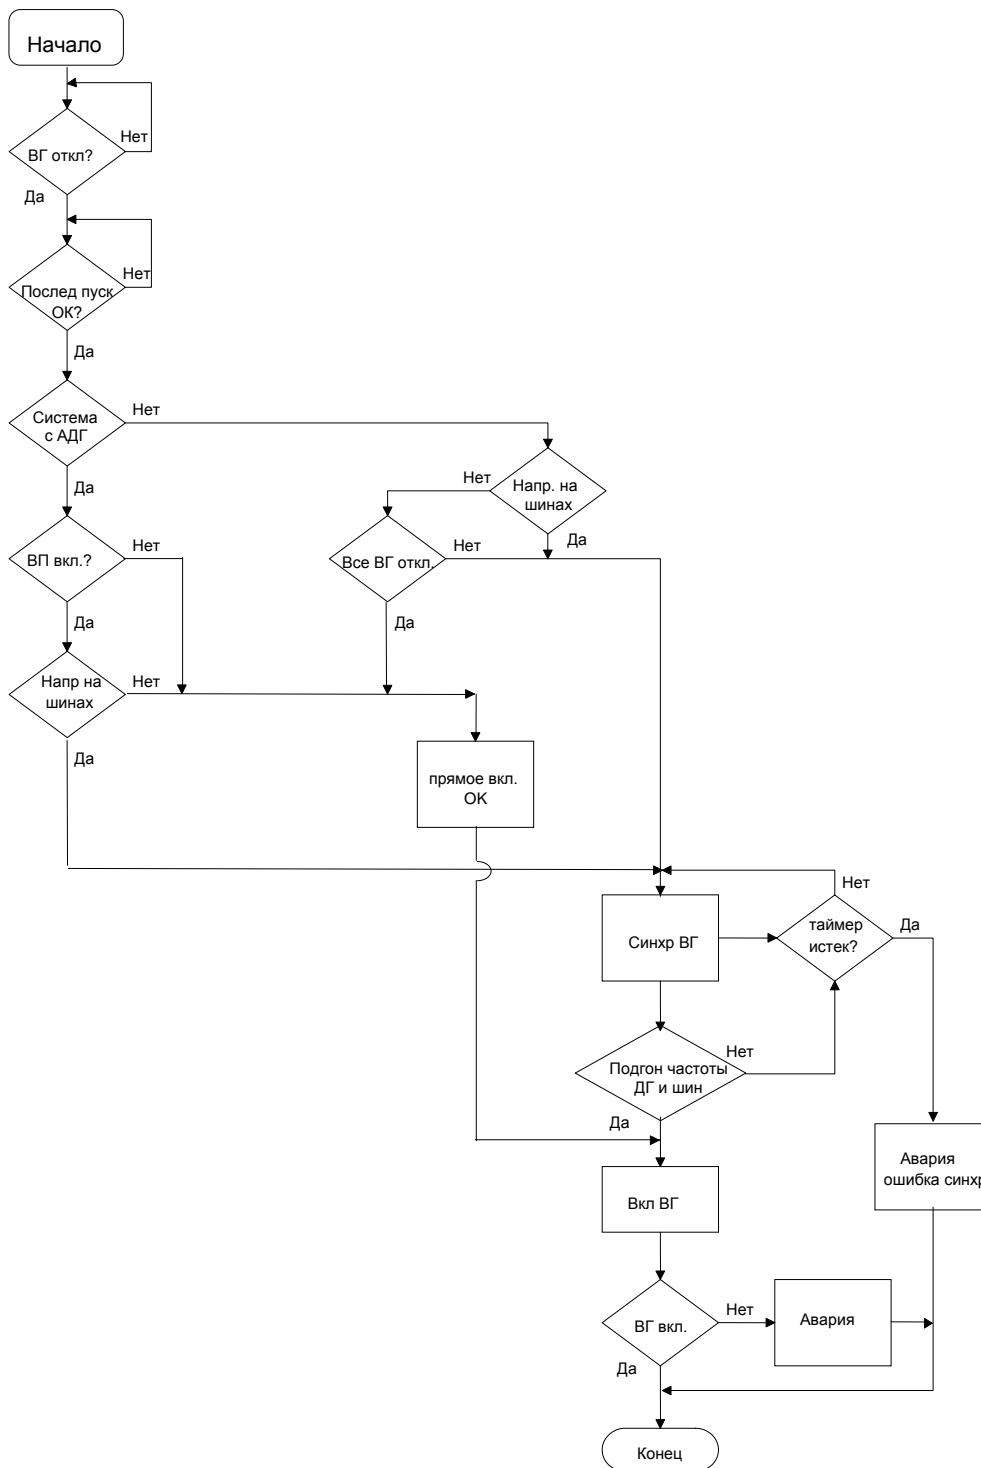 Начало
Нет
ВГ откл?
Да
Нет
Послед пуск
ОК?
Да
Нет
Система
с АДГ
Да
Нет
Напр. на
шинах
Да
Нет
ВП вкл.?
Нет
Все ВГ откл.
Да
Да
Нет
Напр на
шинах
Да
прямое вкл.
OK
Нет
таймер
истек?
Да
Синхр ВГ
Нет
Подгон частоты
ДГ и шин
Да
Авария
ошибка синхр
Вкл ВГ
Нет
Авария
ВГ вкл.
Да
Конец